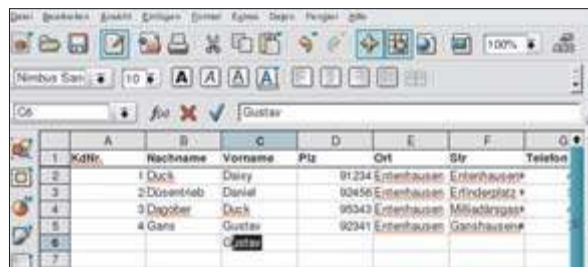 Datei Bearbeiten Ansicht Einfügen Format Extras Daten Fenster Hilfe
100%
Nimbus San 10 A A A A
C6 f(x) Gustav
A B C D E F G
1 KdNr. Nachname Vorname Plz Ort Str Telefon
2 1 Duck Daisy 91234 Entenhausen Entenhausen
3 2 Düsentrieb Daniel 92456 Entenhausen Erfinderplatz
4 3 Dagober Duck 95343 Entenhausen Milliadärsgass
5 4 Gans Gustav 92341 Entenhausen Ganshausen
6 Gustav
7